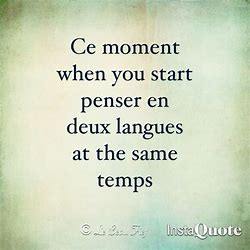 Ce moment
when you start
penser en
deux langues
at the same
temps
InstaQuote